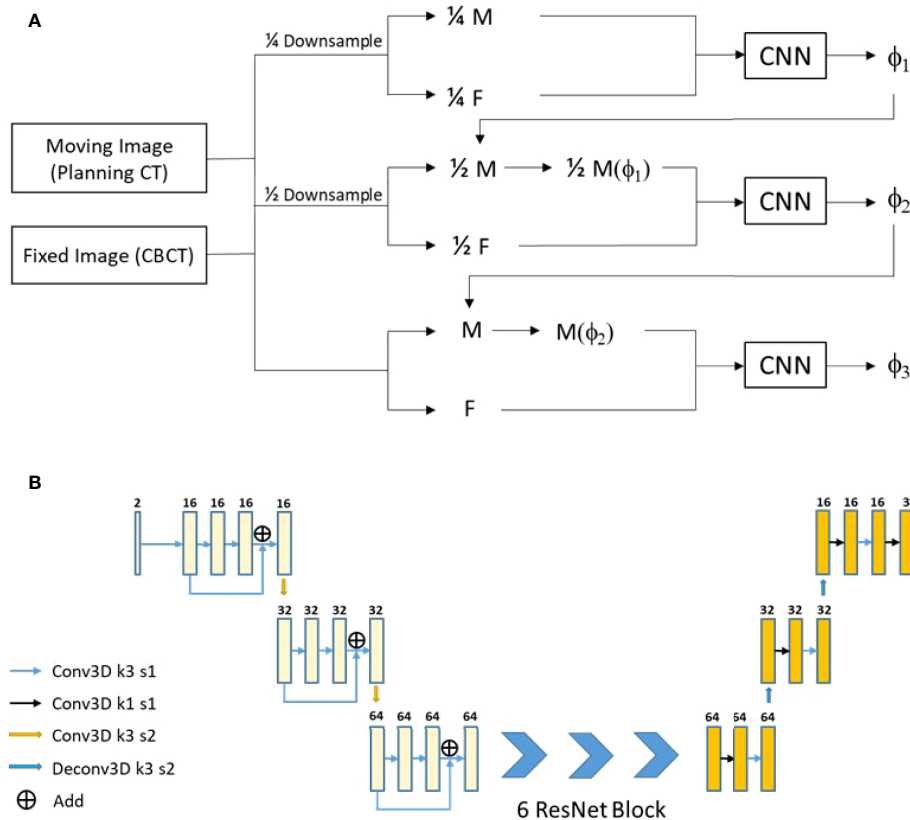 A
¼ Downsample
¼ M
¼ F
CNN
ϕ1
Moving Image
(Planning CT)
Fixed Image (CBCT)
½ Downsample
½ M
½ M(ϕ1)
½ F
CNN
ϕ2
M
M(ϕ2)
F
CNN
ϕ3
B
2 16 16 16 16
32 32 32 32
64 64 64 64
6 ResNet Block
64 64 64
32 32 32
16 16 16 3
Conv3D k3 s1
Conv3D k1 s1
Conv3D k3 s2
Deconv3D k3 s2
Add